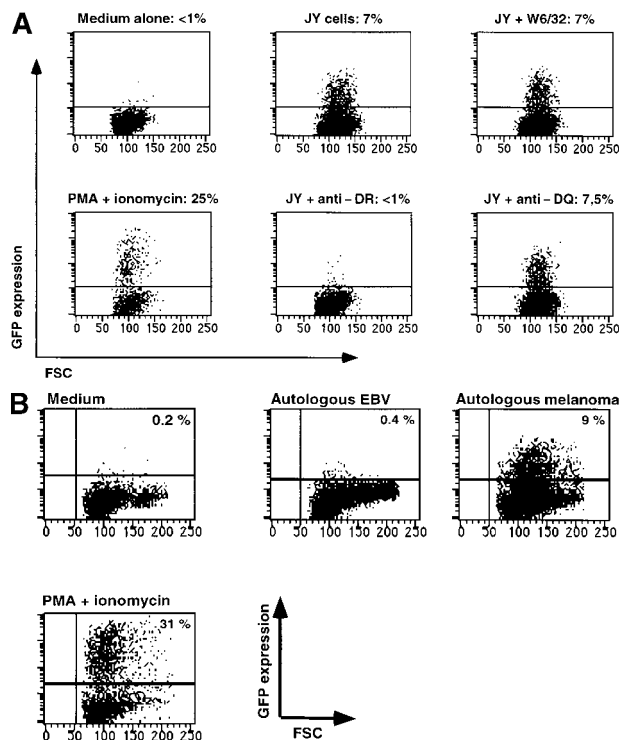 A
Medium alone: <1%
JY cells: 7%
JY + W6/32: 7%
0 50 100 150 200 250
0 50 100 150 200 250
0 50 100 150 200 250
PMA + ionomycin: 25%
JY + anti – DR: <1%
JY + anti – DQ: 7,5%
0 50 100 150 200 250
0 50 100 150 200 250
0 50 100 150 200 250
GFP expression
FSC
B
Medium
Autologous EBV
Autologous melanoma
0.2 %
0.4 %
9 %
0 50 100 150 200 250
0 50 100 150 200 250
0 50 100 150 200 250
PMA + ionomycin
31 %
0 50 100 150 200 250
GFP expression
FSC